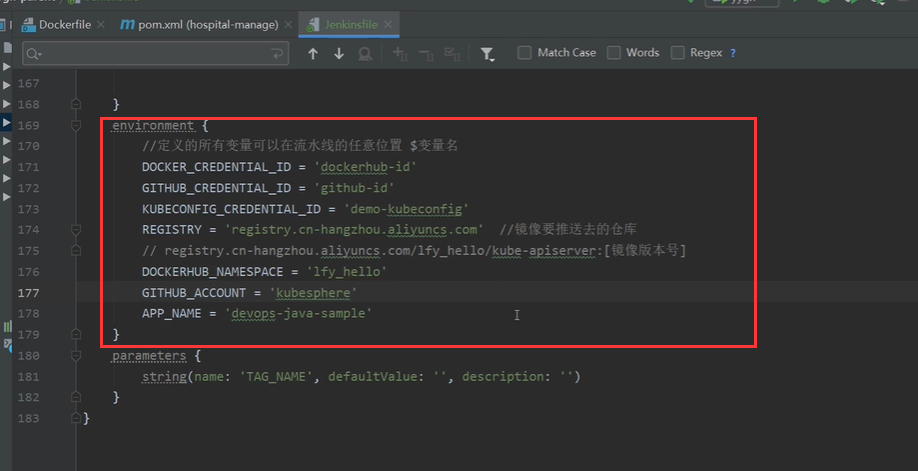 Dockerfile pom.xml (hospital-manage) Jenkinsfile
Match Case Words Regex ?
167
168 }
169 environment {
170 //定义的所有变量可以在流水线的任意位置 $变量名
171 DOCKER_CREDENTIAL_ID = 'dockerhub-id'
172 GITHUB_CREDENTIAL_ID = 'github-id'
173 KUBECONFIG_CREDENTIAL_ID = 'demo-kubeconfig'
174 REGISTRY = 'registry.cn-hangzhou.aliyuncs.com' //镜像要推送去的仓库
175 // registry.cn-hangzhou.aliyuncs.com/lfy_hello/kube-apiserver:[镜像版本号]
176 DOCKERHUB_NAMESPACE = 'lfy_hello'
177 GITHUB_ACCOUNT = 'kubesphere'
178 APP_NAME = 'devops-java-sample'
179 }
180 parameters {
181 string(name: 'TAG_NAME', defaultValue: '', description: '')
182 }
183 }